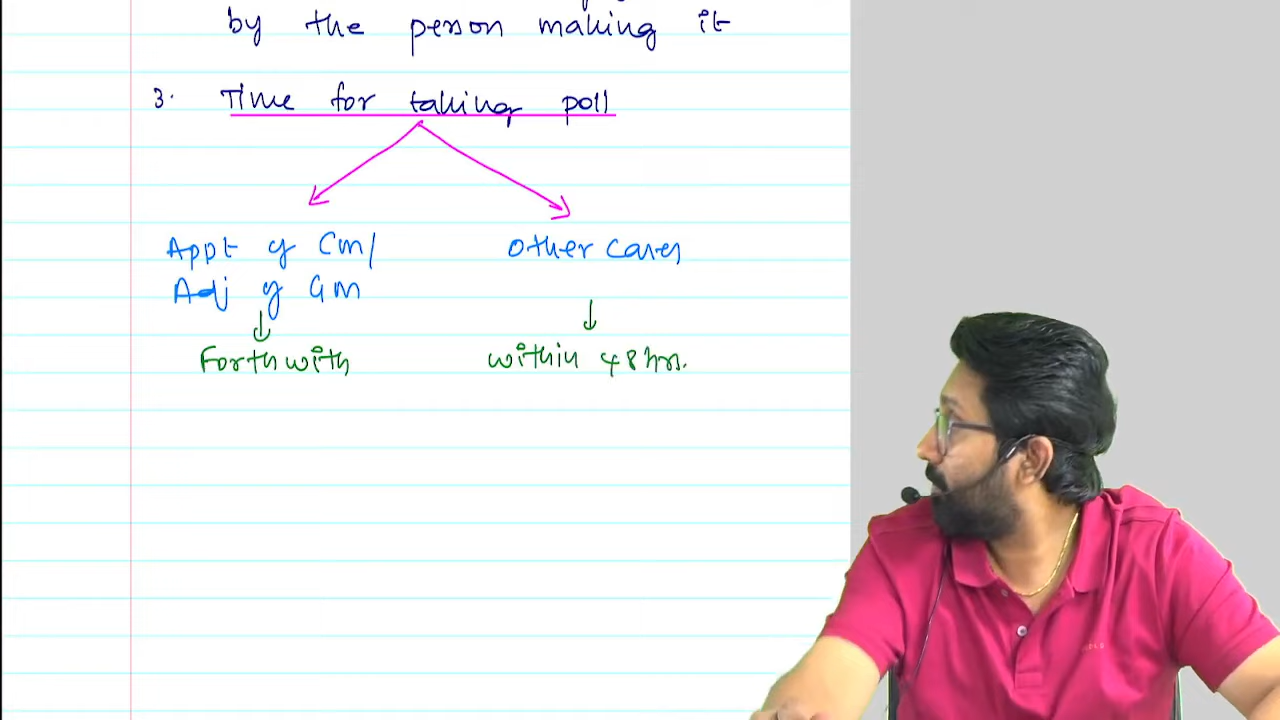 by the person making it
3. Time for taking poll
Appt of Cm/
Adj of GM
Other cases
Forthwith
within 48 hrs.